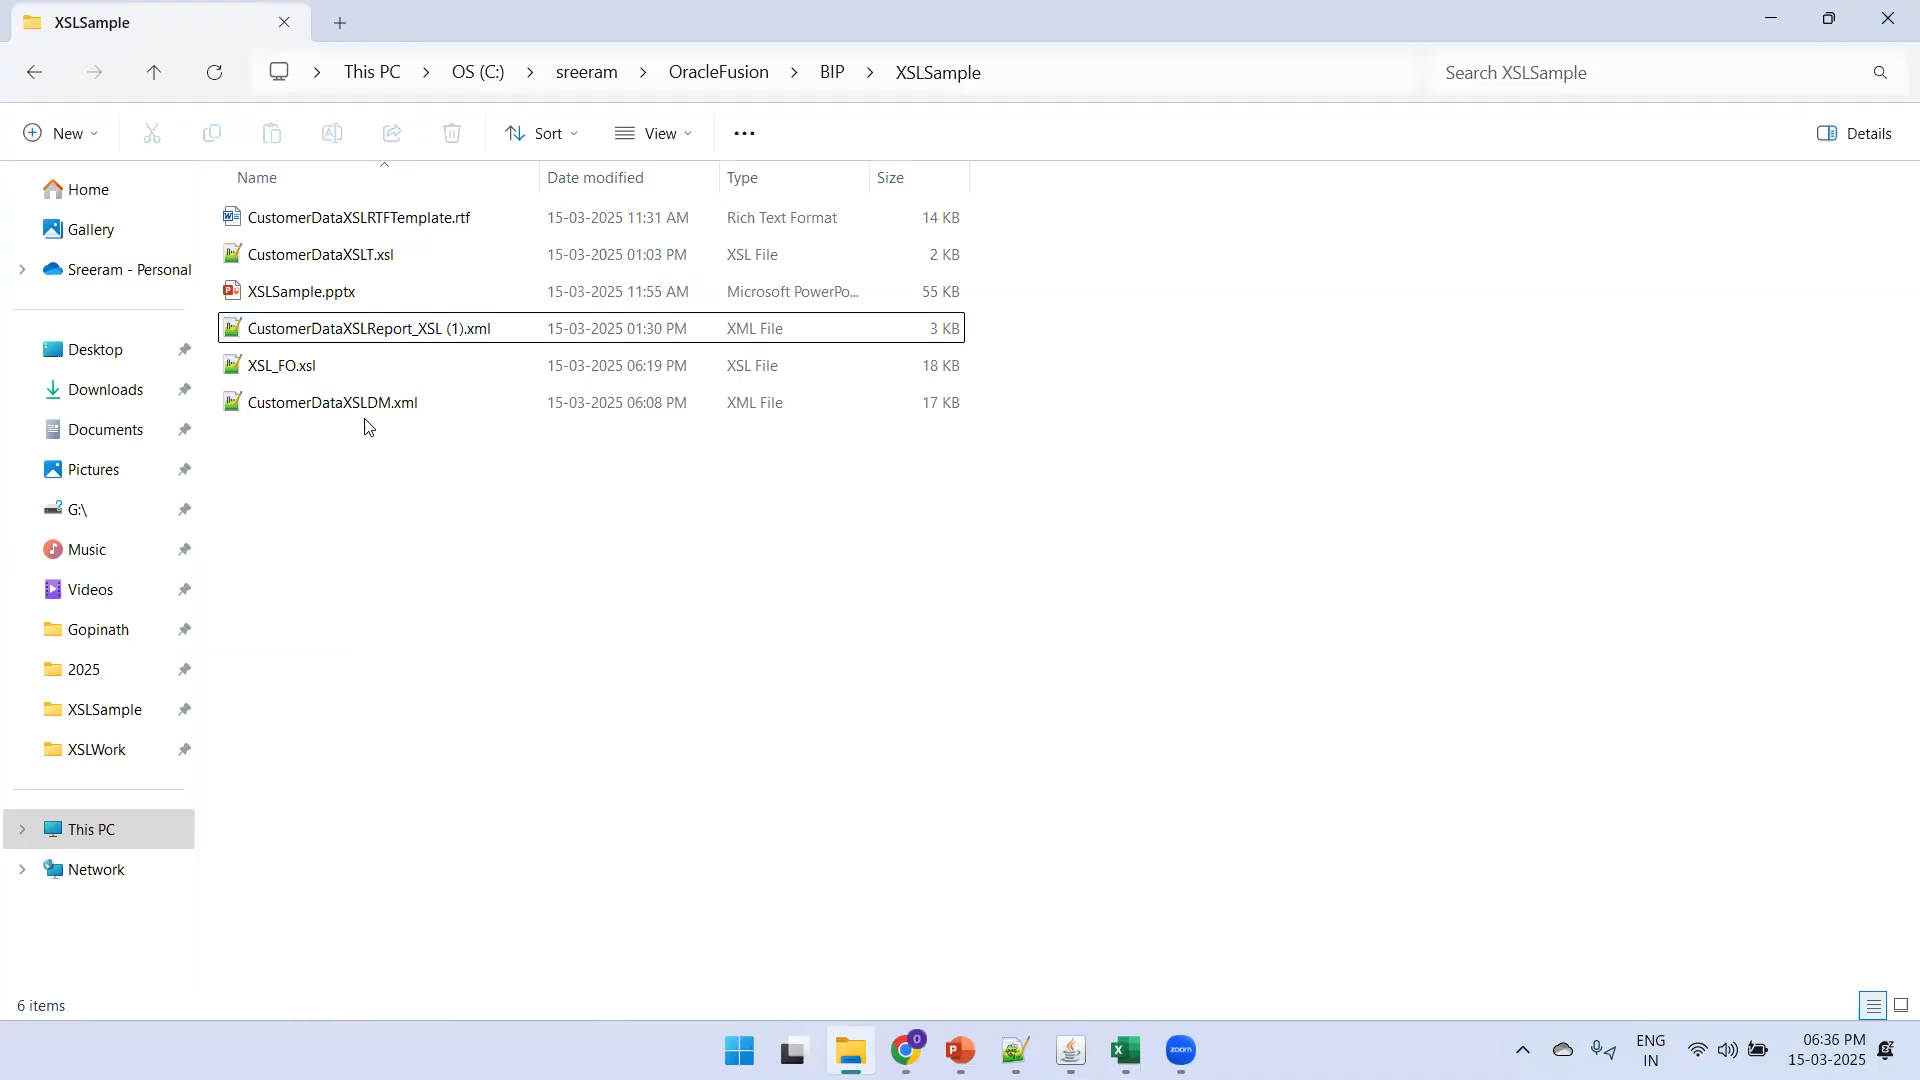 XSLSample
This PC
OS (C:)
sreeram
OracleFusion
BIP
XSLSample
Search XSLSample
New
Sort
View
Details
Name
Date modified
Type
Size
CustomerDataXSLRTFTemplate.rtf 15-03-2025 11:31 AM Rich Text Format 14 KB
CustomerDataXSLT.xsl 15-03-2025 01:03 PM XSL File 2 KB
XSLSample.pptx 15-03-2025 11:55 AM Microsoft PowerPo... 55 KB
CustomerDataXSLReport_XSL (1).xml 15-03-2025 01:30 PM XML File 3 KB
XSL_FO.xsl 15-03-2025 06:19 PM XSL File 18 KB
CustomerDataXSLDM.xml 15-03-2025 06:08 PM XML File 17 KB
Home
Gallery
Sreeram - Personal
Desktop
Downloads
Documents
Pictures
G:\
Music
Videos
Gopinath
2025
XSLSample
XSLWork
This PC
Network
6 items
0
zoom
ENG
IN
06:36 PM
15-03-2025